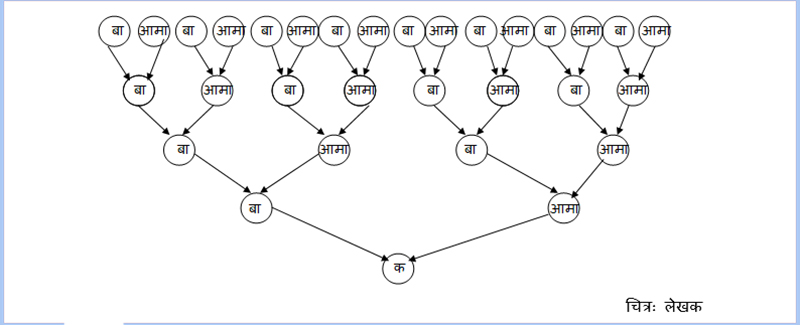 बा आमा बा आमा बा आमा बा आमा बा आमा बा आमा बा आमा बा आमा
बा आमा बा आमा बा आमा बा आमा
बा आमा बा आमा
बा आमा
क
चित्रः लेखक